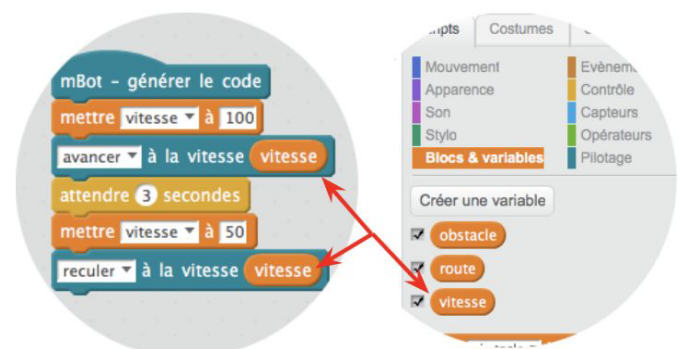 mBot - générer le code
mettre vitesse à 100
avancer à la vitesse vitesse
attendre 3 secondes
mettre vitesse à 50
reculer à la vitesse vitesse
Costumes
Mouvement
Apparence
Son
Stylo
Blocs & variables
Contrôle
Capteurs
Opérateurs
Pilotage
Créer une variable
obstacle
route
vitesse